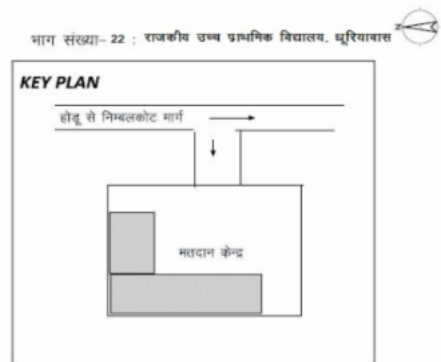 भाग संख्या– 22 : राजकीय उच्च प्राथमिक विद्यालय, धूरियावास
N
KEY PLAN
होडू से निम्बलकोट मार्ग
मतदान केन्द्र